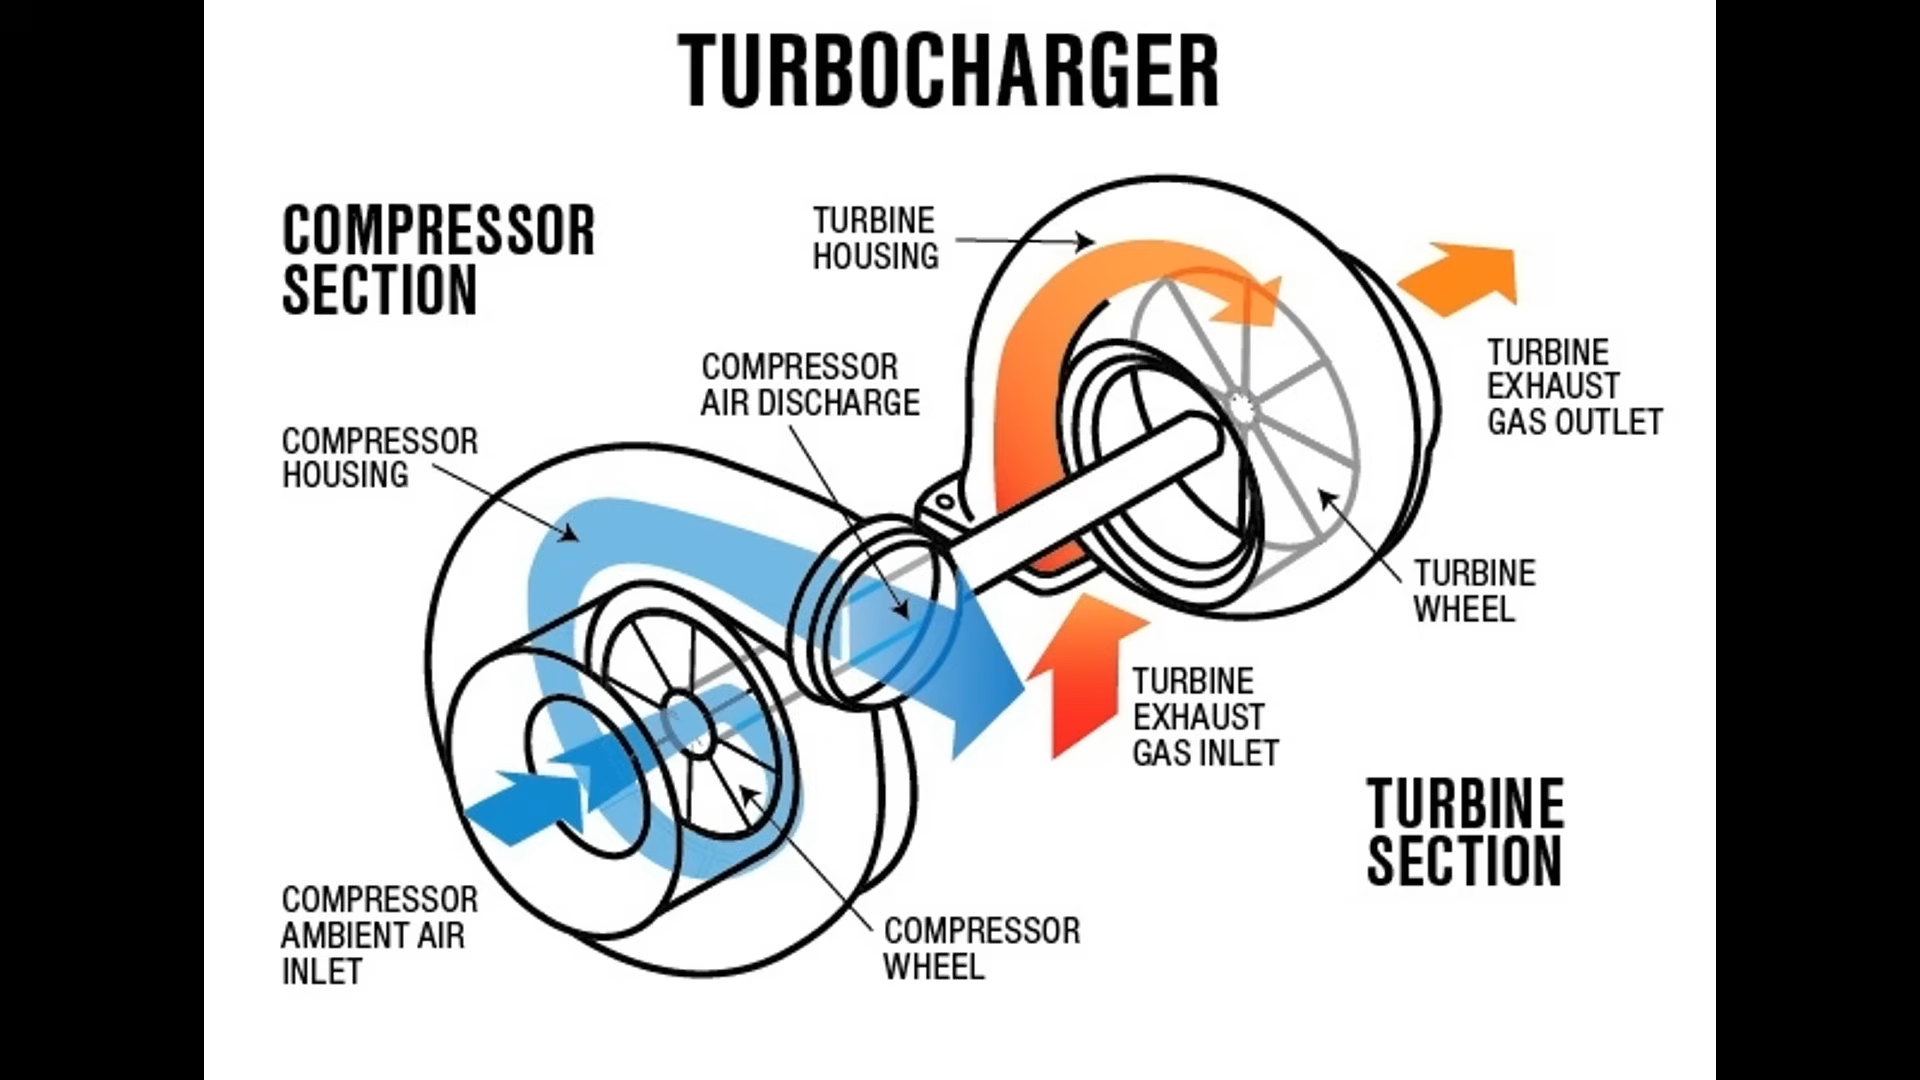 TURBOCHARGER
COMPRESSOR
SECTION
TURBINE
HOUSING
COMPRESSOR
AIR DISCHARGE
COMPRESSOR
HOUSING
TURBINE
EXHAUST
GAS OUTLET
TURBINE
WHEEL
TURBINE
EXHAUST
GAS INLET
TURBINE
SECTION
COMPRESSOR
AMBIENT AIR
INLET
COMPRESSOR
WHEEL